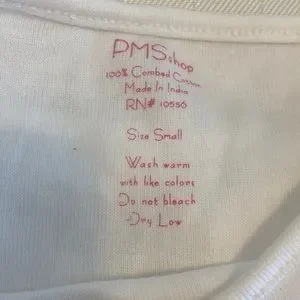 PMSshop
100% Combed Cotton
Made In India
RN# 10556
Size Small
Wash warm
with like colors
Do not bleach
Dry Low